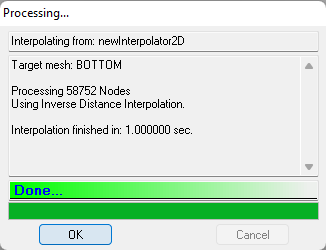 Processing...
Interpolating from: newInterpolator2D
Target mesh: BOTTOM
Processing 58752 Nodes
Using Inverse Distance Interpolation.
Interpolation finished in: 1.000000 sec.
Done...
OK
Cancel